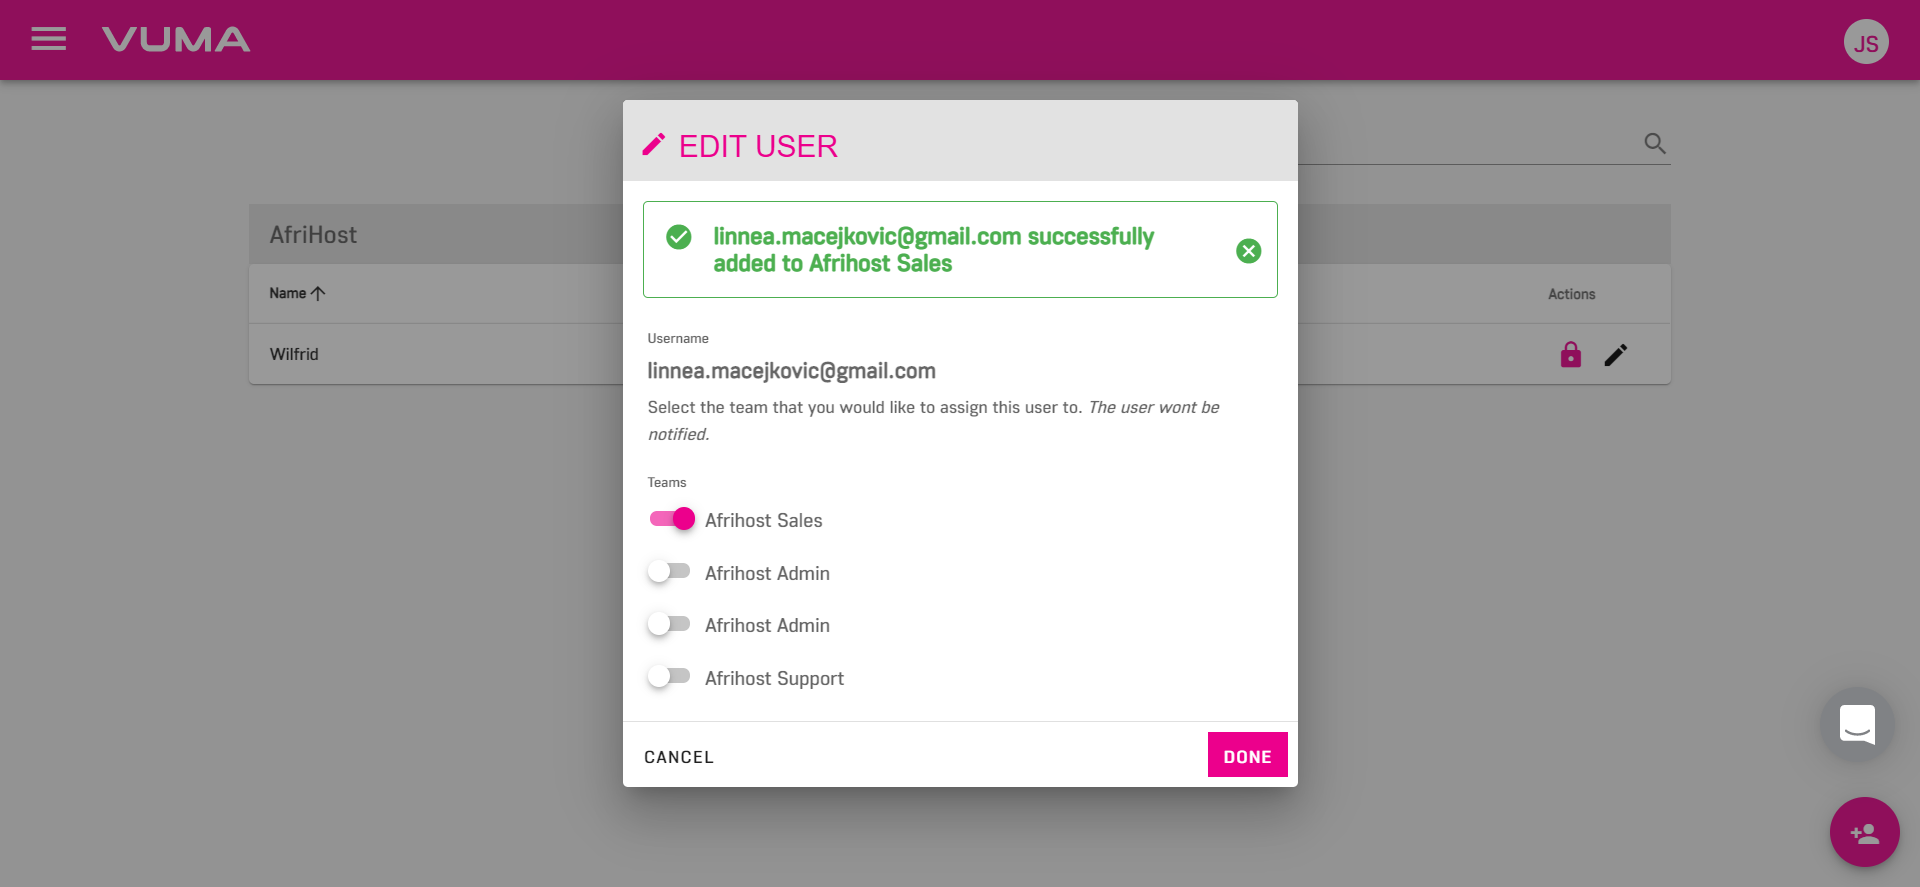 VUMA
JS
EDIT USER
AfriHost
linnea.macejkovic@gmail.com successfully
added to Afrihost Sales
Name
Actions
Username
Wilfrid
linnea.macejkovic@gmail.com
Select the team that you would like to assign this user to. The user wont be
notified.
Teams
Afrihost Sales
Afrihost Admin
Afrihost Admin
Afrihost Support
CANCEL
DONE